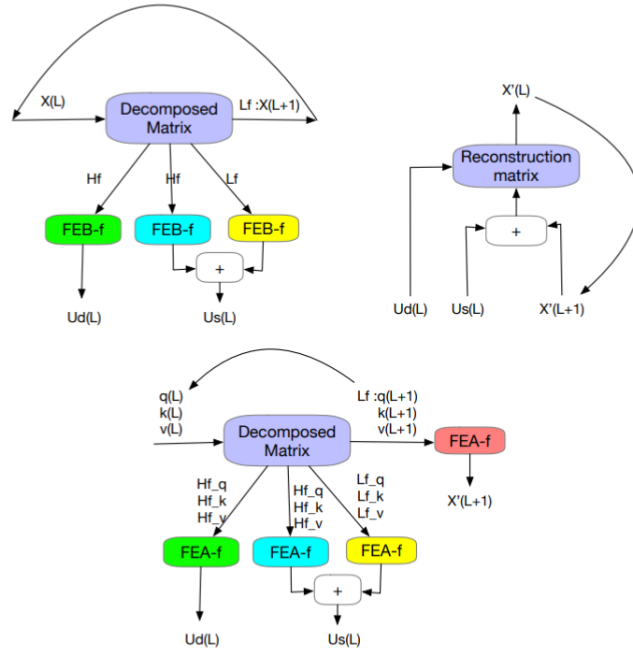 X(L)
Decomposed
Matrix
Lf :X(L+1)
Hf
Hf
Lf
FEB-f
FEB-f
FEB-f
+
Ud(L)
Us(L)
X'(L)
Reconstruction
matrix
+
Ud(L)
Us(L)
X'(L+1)
q(L)
k(L)
v(L)
Decomposed
Matrix
Lf :q(L+1)
k(L+1)
v(L+1)
FEA-f
X'(L+1)
Hf_q
Hf_k
Hf_v
Hf_q
Hf_k
Hf_v
Lf_q
Lf_k
Lf_v
FEA-f
FEA-f
FEA-f
+
Ud(L)
Us(L)